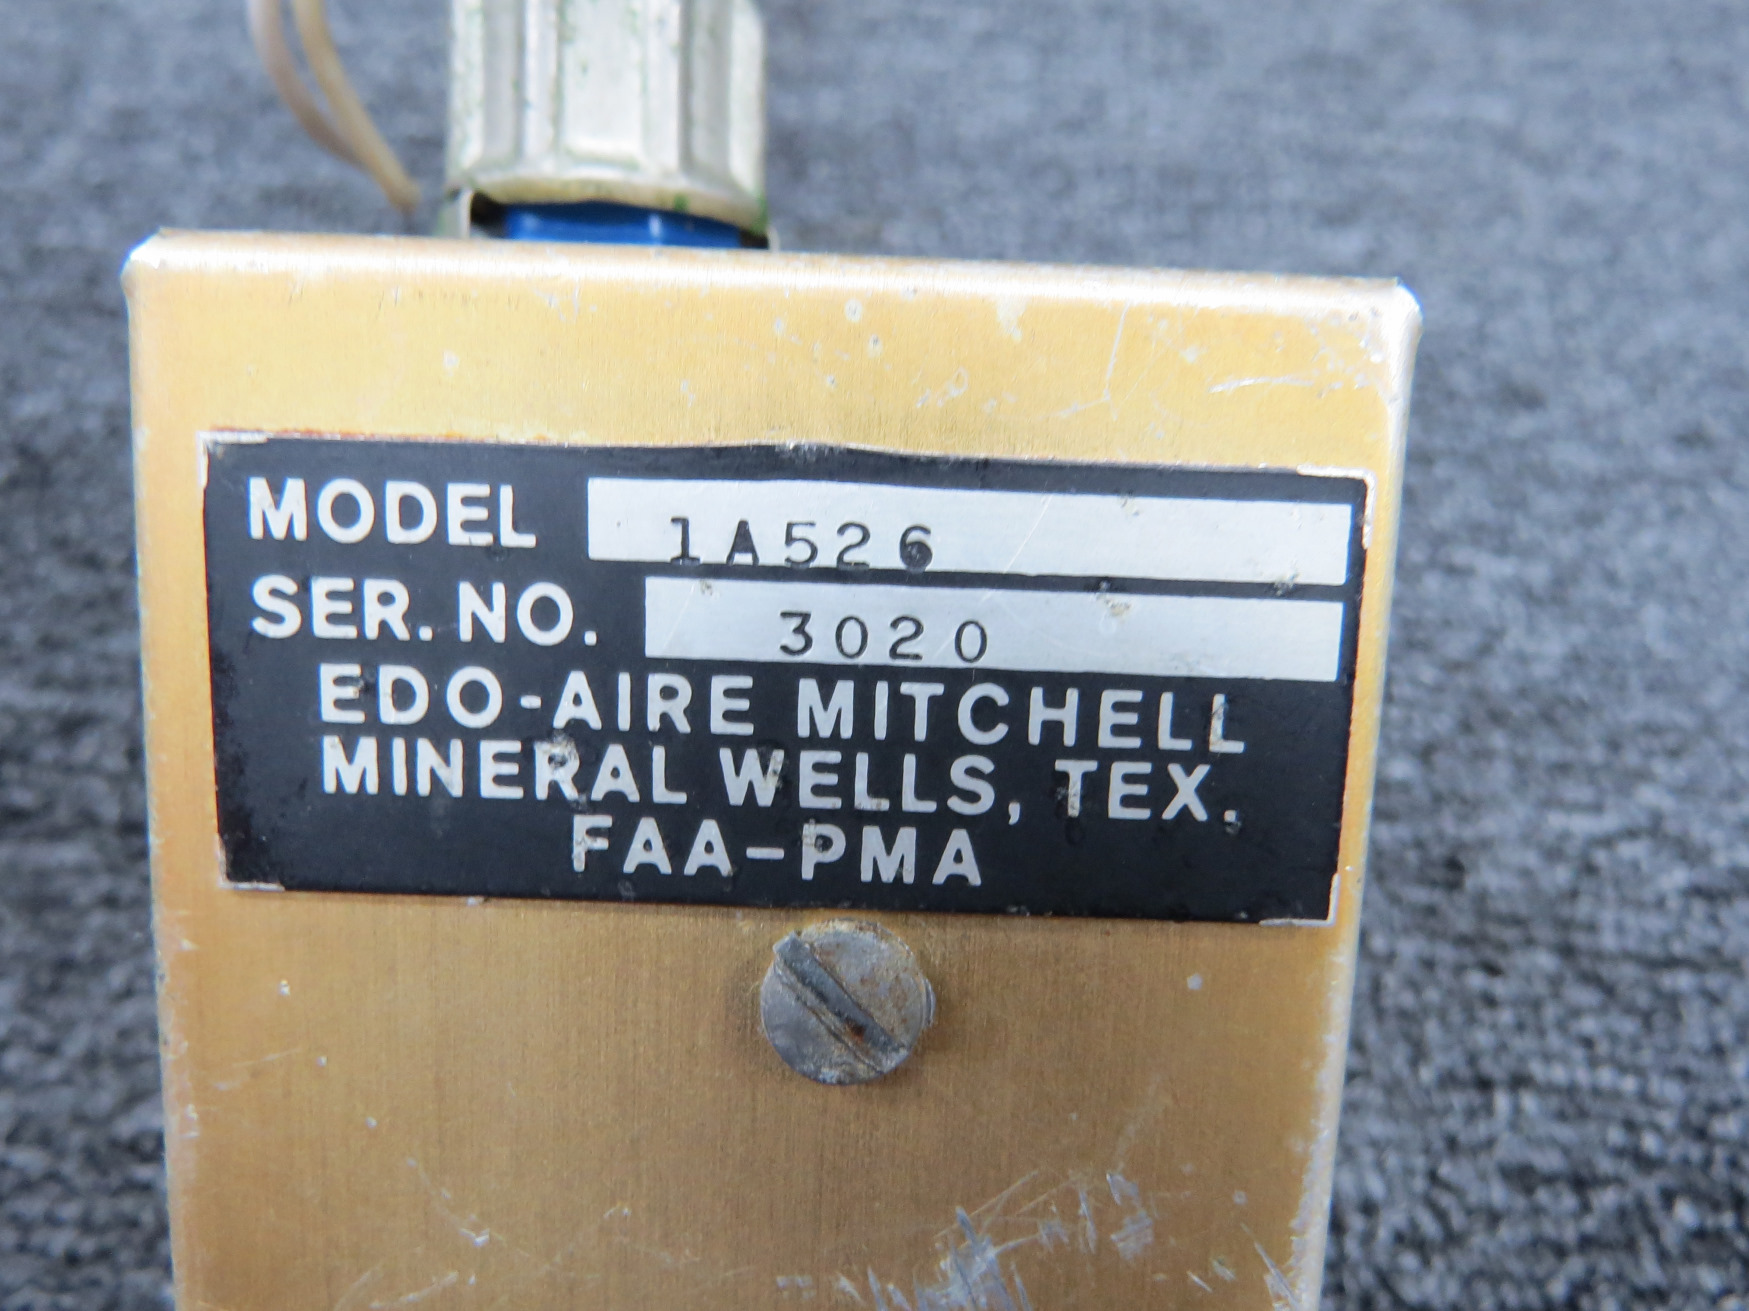 MODEL 1A526
SER. NO. 3020
EDO-AIRE MITCHELL
MINERAL WELLS, TEX.
FAA-PMA